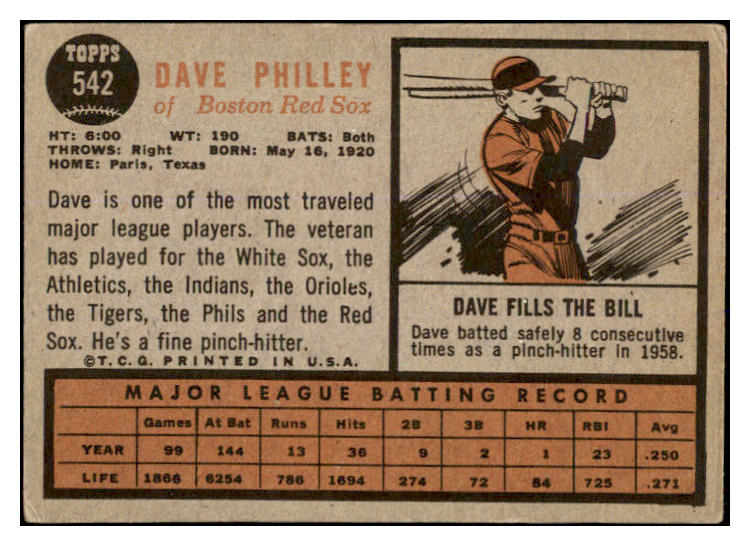 TOPPS
542
DAVE PHILLEY
of Boston Red Sox
HT: 6:00 WT: 190 BATS: Both
THROWS: Right BORN: May 16, 1920
HOME: Paris, Texas
Dave is one of the most traveled
major league players. The veteran
has played for the White Sox, the
Athletics, the Indians, the Orioles,
the Tigers, the Phils and the Red
Sox. He's a fine pinch-hitter.
©T.C.G. PRINTED IN U.S.A.
DAVE FILLS THE BILL
Dave batted safely 8 consecutive
times as a pinch-hitter in 1958.
MAJOR LEAGUE BATTING RECORD
Games At Bat Runs Hits 2B 3B HR RBI Avg
YEAR 99 144 13 36 9 2 1 23 .250
LIFE 1866 6254 786 1694 274 72 84 725 .271